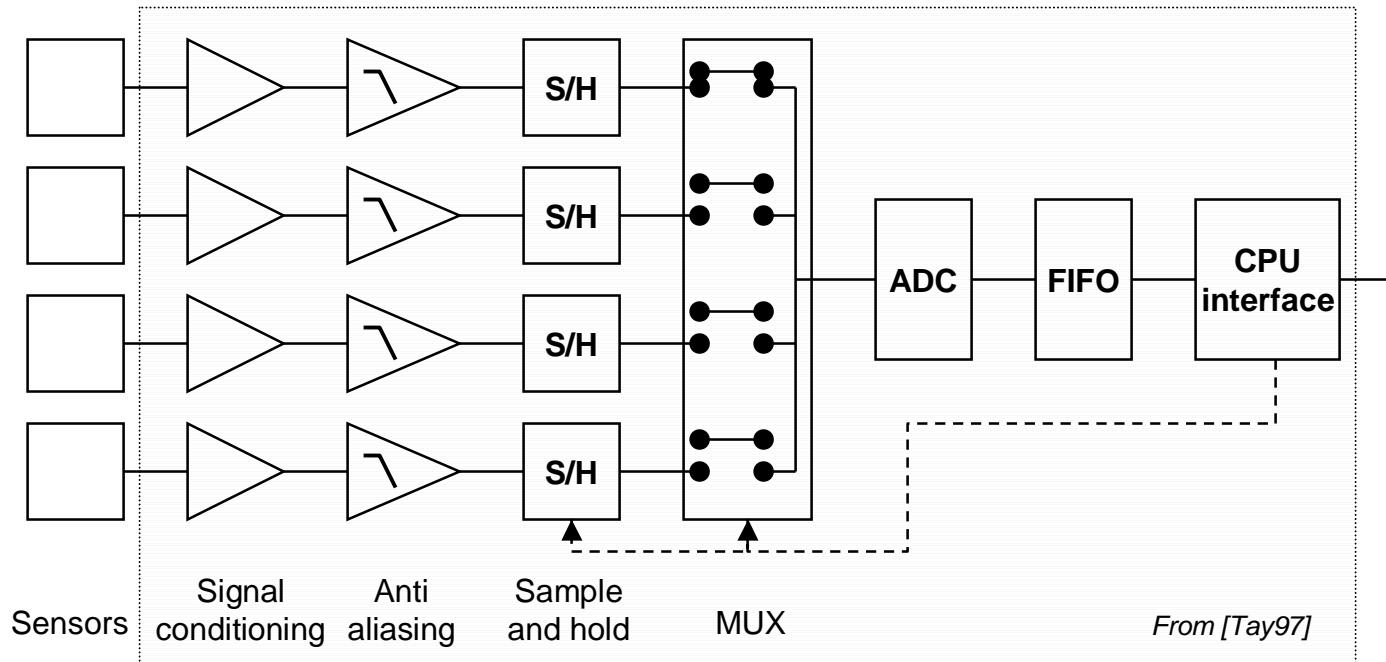 S/H
S/H
S/H
S/H
ADC
FIFO
CPU
interface
Sensors
Signal
conditioning
Anti
aliasing
Sample
and hold
MUX
From [Tay97]